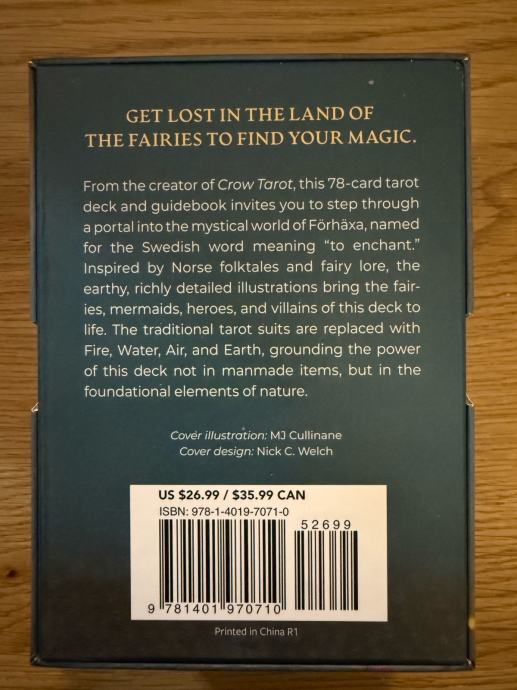 GET LOST IN THE LAND OF
THE FAIRIES TO FIND YOUR MAGIC.
From the creator of Crow Tarot, this 78-card tarot
deck and guidebook invites you to step through
a portal into the mystical world of Förhäxa, named
for the Swedish word meaning “to enchant.”
Inspired by Norse folktales and fairy lore, the
earthy, richly detailed illustrations bring the fair-
ies, mermaids, heroes, and villains of this deck to
life. The traditional tarot suits are replaced with
Fire, Water, Air, and Earth, grounding the power
of this deck not in manmade items, but in the
foundational elements of nature.
Cover illustration: MJ Cullinane
Cover design: Nick C. Welch
US $26.99 / $35.99 CAN
ISBN: 978-1-4019-7071-0
52699
9 781401 970710
Printed in China R1